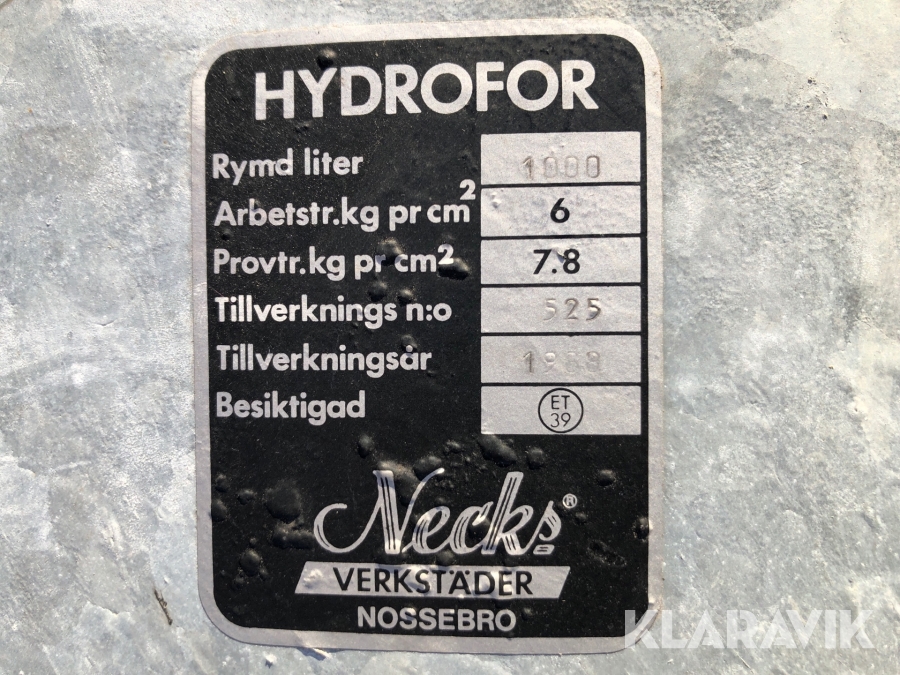 HYDROFOR
Rymd liter 1000
Arbetstr.kg pr cm² 6
Provtr.kg pr cm² 7.8
Tillverknings n:o 525
Tillverkningsår
Besiktigad ET 39
Necks®
VERKSTÄDER
NOSSEBRO
KLARAVIK